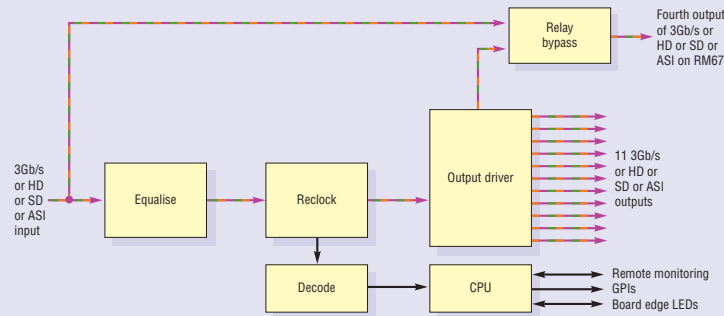 Fourth output
of 3Gb/s or
HD or SD or
ASI on RM67
Relay
bypass
3Gb/s
or HD
or SD
or ASI
input
Equalise
Reclock
Output driver
11 3Gb/s
or HD or
SD or ASI
outputs
Decode
CPU
Remote monitoring
GPIs
Board edge LEDs